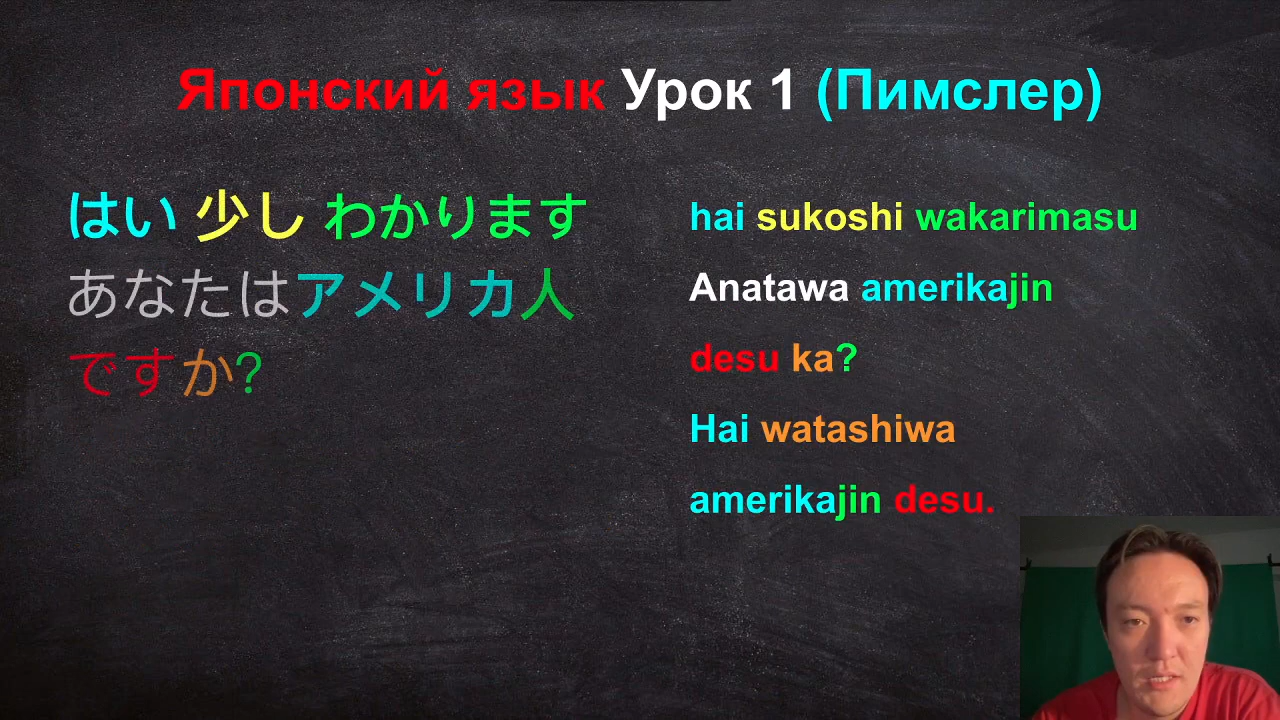 Японский язык Урок 1 (Пимслер)
はい 少し わかります
あなたはアメリカ人
ですか?
hai sukoshi wakarimasu
Anatawa amerikajin
desu ka?
Hai watashiwa
amerikajin desu.